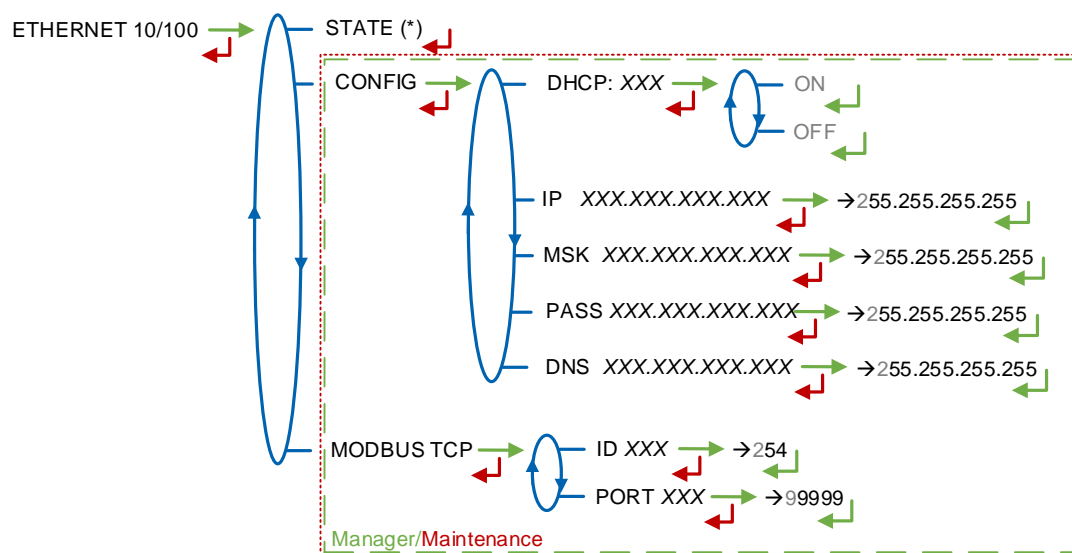 ETHERNET 10/100
STATE (*)
CONFIG
DHCP: XXX
ON
OFF
IP XXX.XXX.XXX.XXX →255.255.255.255
MSK XXX.XXX.XXX.XXX →255.255.255.255
PASS XXX.XXX.XXX.XXX →255.255.255.255
DNS XXX.XXX.XXX.XXX →255.255.255.255
MODBUS TCP
ID XXX →254
PORT XXX →99999
Manager/Maintenance